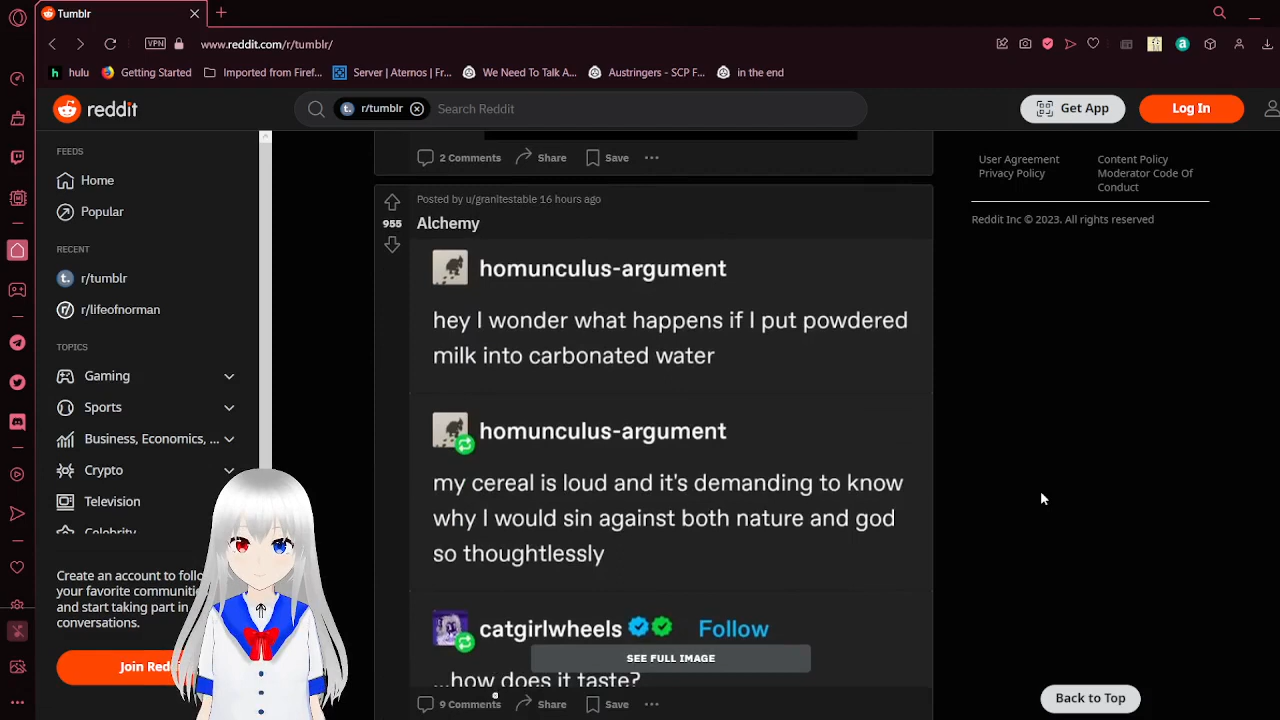 Tumblr
VPN
www.reddit.com/r/tumblr/
hulu
Getting Started
Imported from Firef...
Server | Aternos | Fr...
We Need To Talk A...
Austringers - SCP F...
in the end
reddit
r/tumblr
Search Reddit
Get App
Log In
FEEDS
Home
Popular
RECENT
r/tumblr
r/lifeofnorman
TOPICS
Gaming
Sports
Business, Economics, ...
Crypto
Television
Celebrity
Create an account to follo
your favorite communities
and start taking part in
conversations.
Join Redd
2 Comments
Share
Save
955
Posted by u/granitestable 16 hours ago
Alchemy
homunculus-argument
hey I wonder what happens if I put powdered
milk into carbonated water
homunculus-argument
my cereal is loud and it's demanding to know
why I would sin against both nature and god
so thoughtlessly
catgirlwheels
Follow
SEE FULL IMAGE
...how does it taste?
9 Comments
Share
Save
User Agreement
Privacy Policy
Content Policy
Moderator Code Of
Conduct
Reddit Inc © 2023. All rights reserved
Back to Top